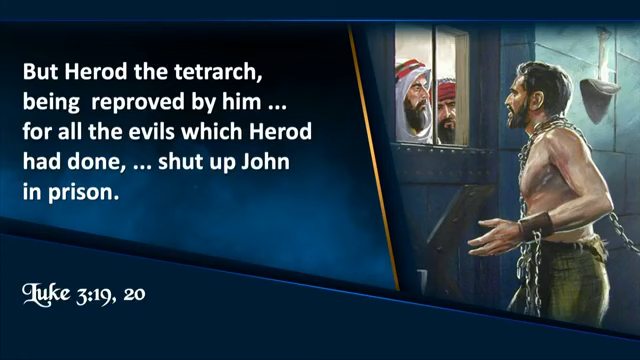 But Herod the tetrarch,
being reproved by him ...
for all the evils which Herod
had done, ... shut up John
in prison.
Luke 3:19, 20